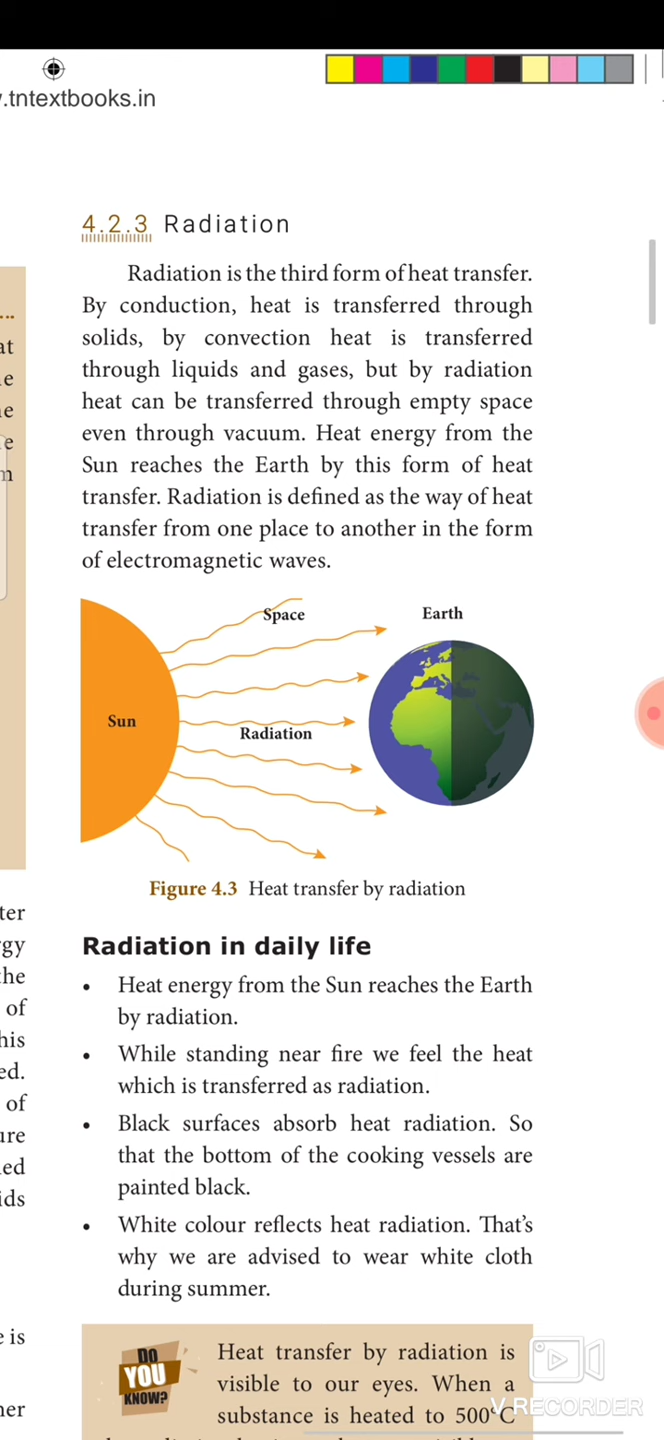 .tntextbooks.in
4.2.3 Radiation
Radiation is the third form of heat transfer.
By conduction, heat is transferred through
solids, by convection heat is transferred
through liquids and gases, but by radiation
heat can be transferred through empty space
even through vacuum. Heat energy from the
Sun reaches the Earth by this form of heat
transfer. Radiation is defined as the way of heat
transfer from one place to another in the form
of electromagnetic waves.
Space
Earth
Sun
Radiation
Figure 4.3 Heat transfer by radiation
Radiation in daily life
• Heat energy from the Sun reaches the Earth
by radiation.
• While standing near fire we feel the heat
which is transferred as radiation.
• Black surfaces absorb heat radiation. So
that the bottom of the cooking vessels are
painted black.
• White colour reflects heat radiation. That's
why we are advised to wear white cloth
during summer.
DO
YOU
KNOW?
Heat transfer by radiation is
visible to our eyes. When a
substance is heated to 500°C
V RECORDER